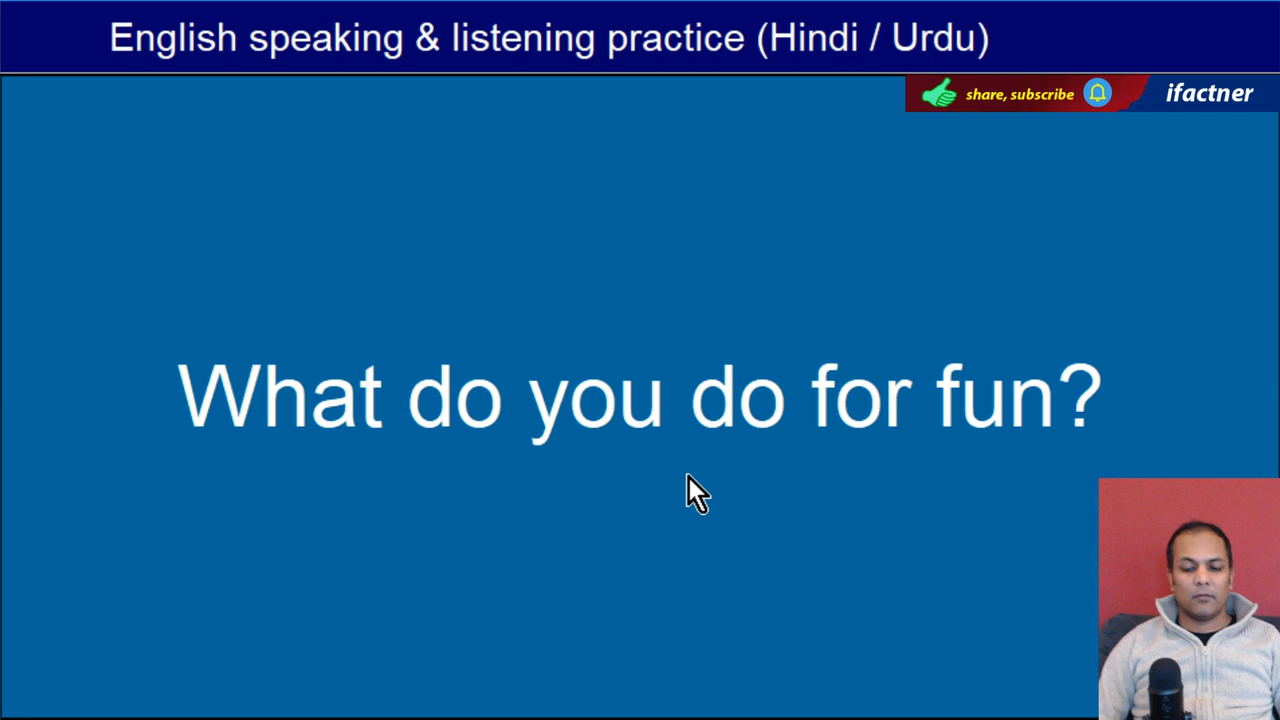 English speaking & listening practice (Hindi / Urdu)
share, subscribe
ifactner
What do you do for fun?